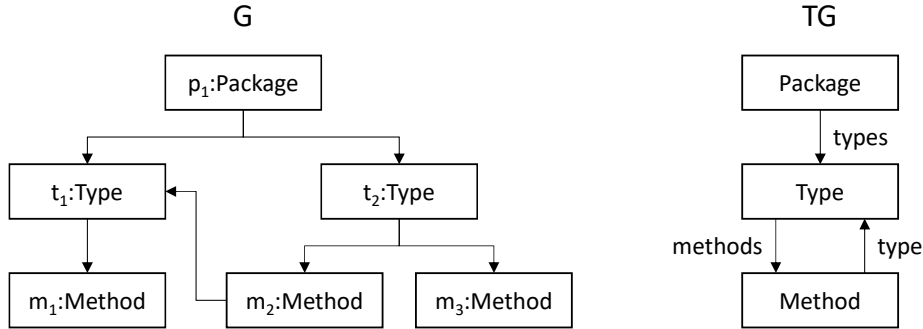 G
TG
p₁:Package
Package
types
t₁:Type
t₂:Type
Type
methods
type
m₁:Method
m₂:Method
m₃:Method
Method